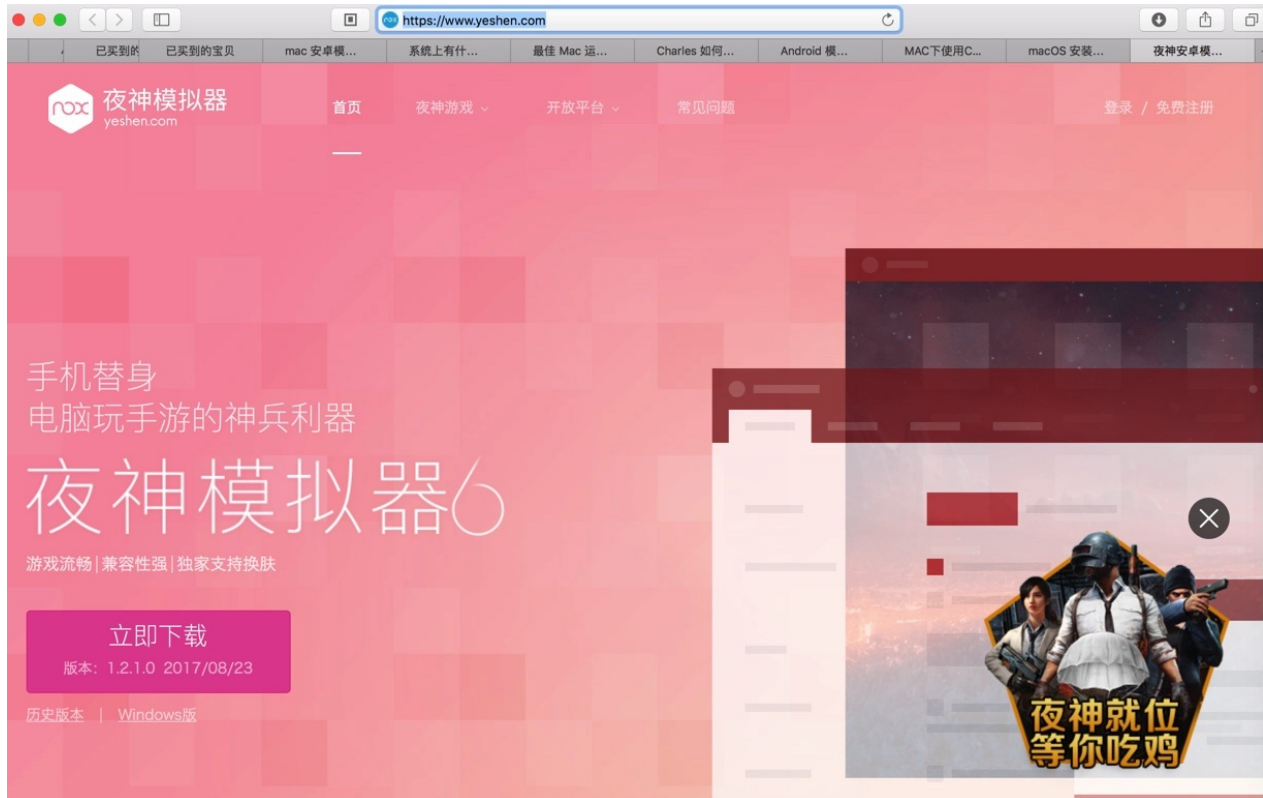 https://www.yeshen.com
已买到的 已买到的宝贝 mac 安卓模... 系统上有什... 最佳 Mac 运... Charles 如何... Android 模... MAC下使用C... macOS 安装... 夜神安卓模...
nox 夜神模拟器 首页 夜神游戏 开放平台 常见问题 登录 / 免费注册
yeshen.com
手机替身
电脑玩手游的神兵利器
夜神模拟器6
游戏流畅|兼容性强|独家支持换肤
立即下载
版本: 1.2.1.0 2017/08/23
历史版本 | Windows版
夜神就位
等你吃鸡